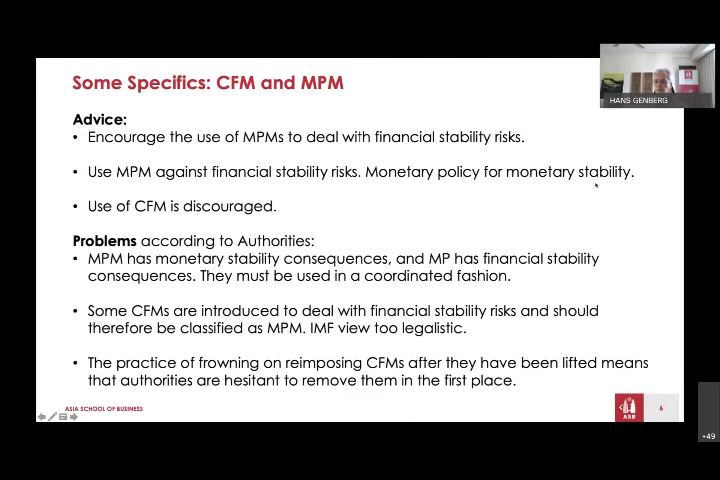 Some Specifics: CFM and MPM
HANS GENBERG
Advice:
• Encourage the use of MPMs to deal with financial stability risks.
• Use MPM against financial stability risks. Monetary policy for monetary stability.
• Use of CFM is discouraged.
Problems according to Authorities:
• MPM has monetary stability consequences, and MP has financial stability
consequences. They must be used in a coordinated fashion.
• Some CFMs are introduced to deal with financial stability risks and should
therefore be classified as MPM. IMF view too legalistic.
• The practice of frowning on reimposing CFMs after they have been lifted means
that authorities are hesitant to remove them in the first place.
ASIA SCHOOL OF BUSINESS
ASB
6
+49